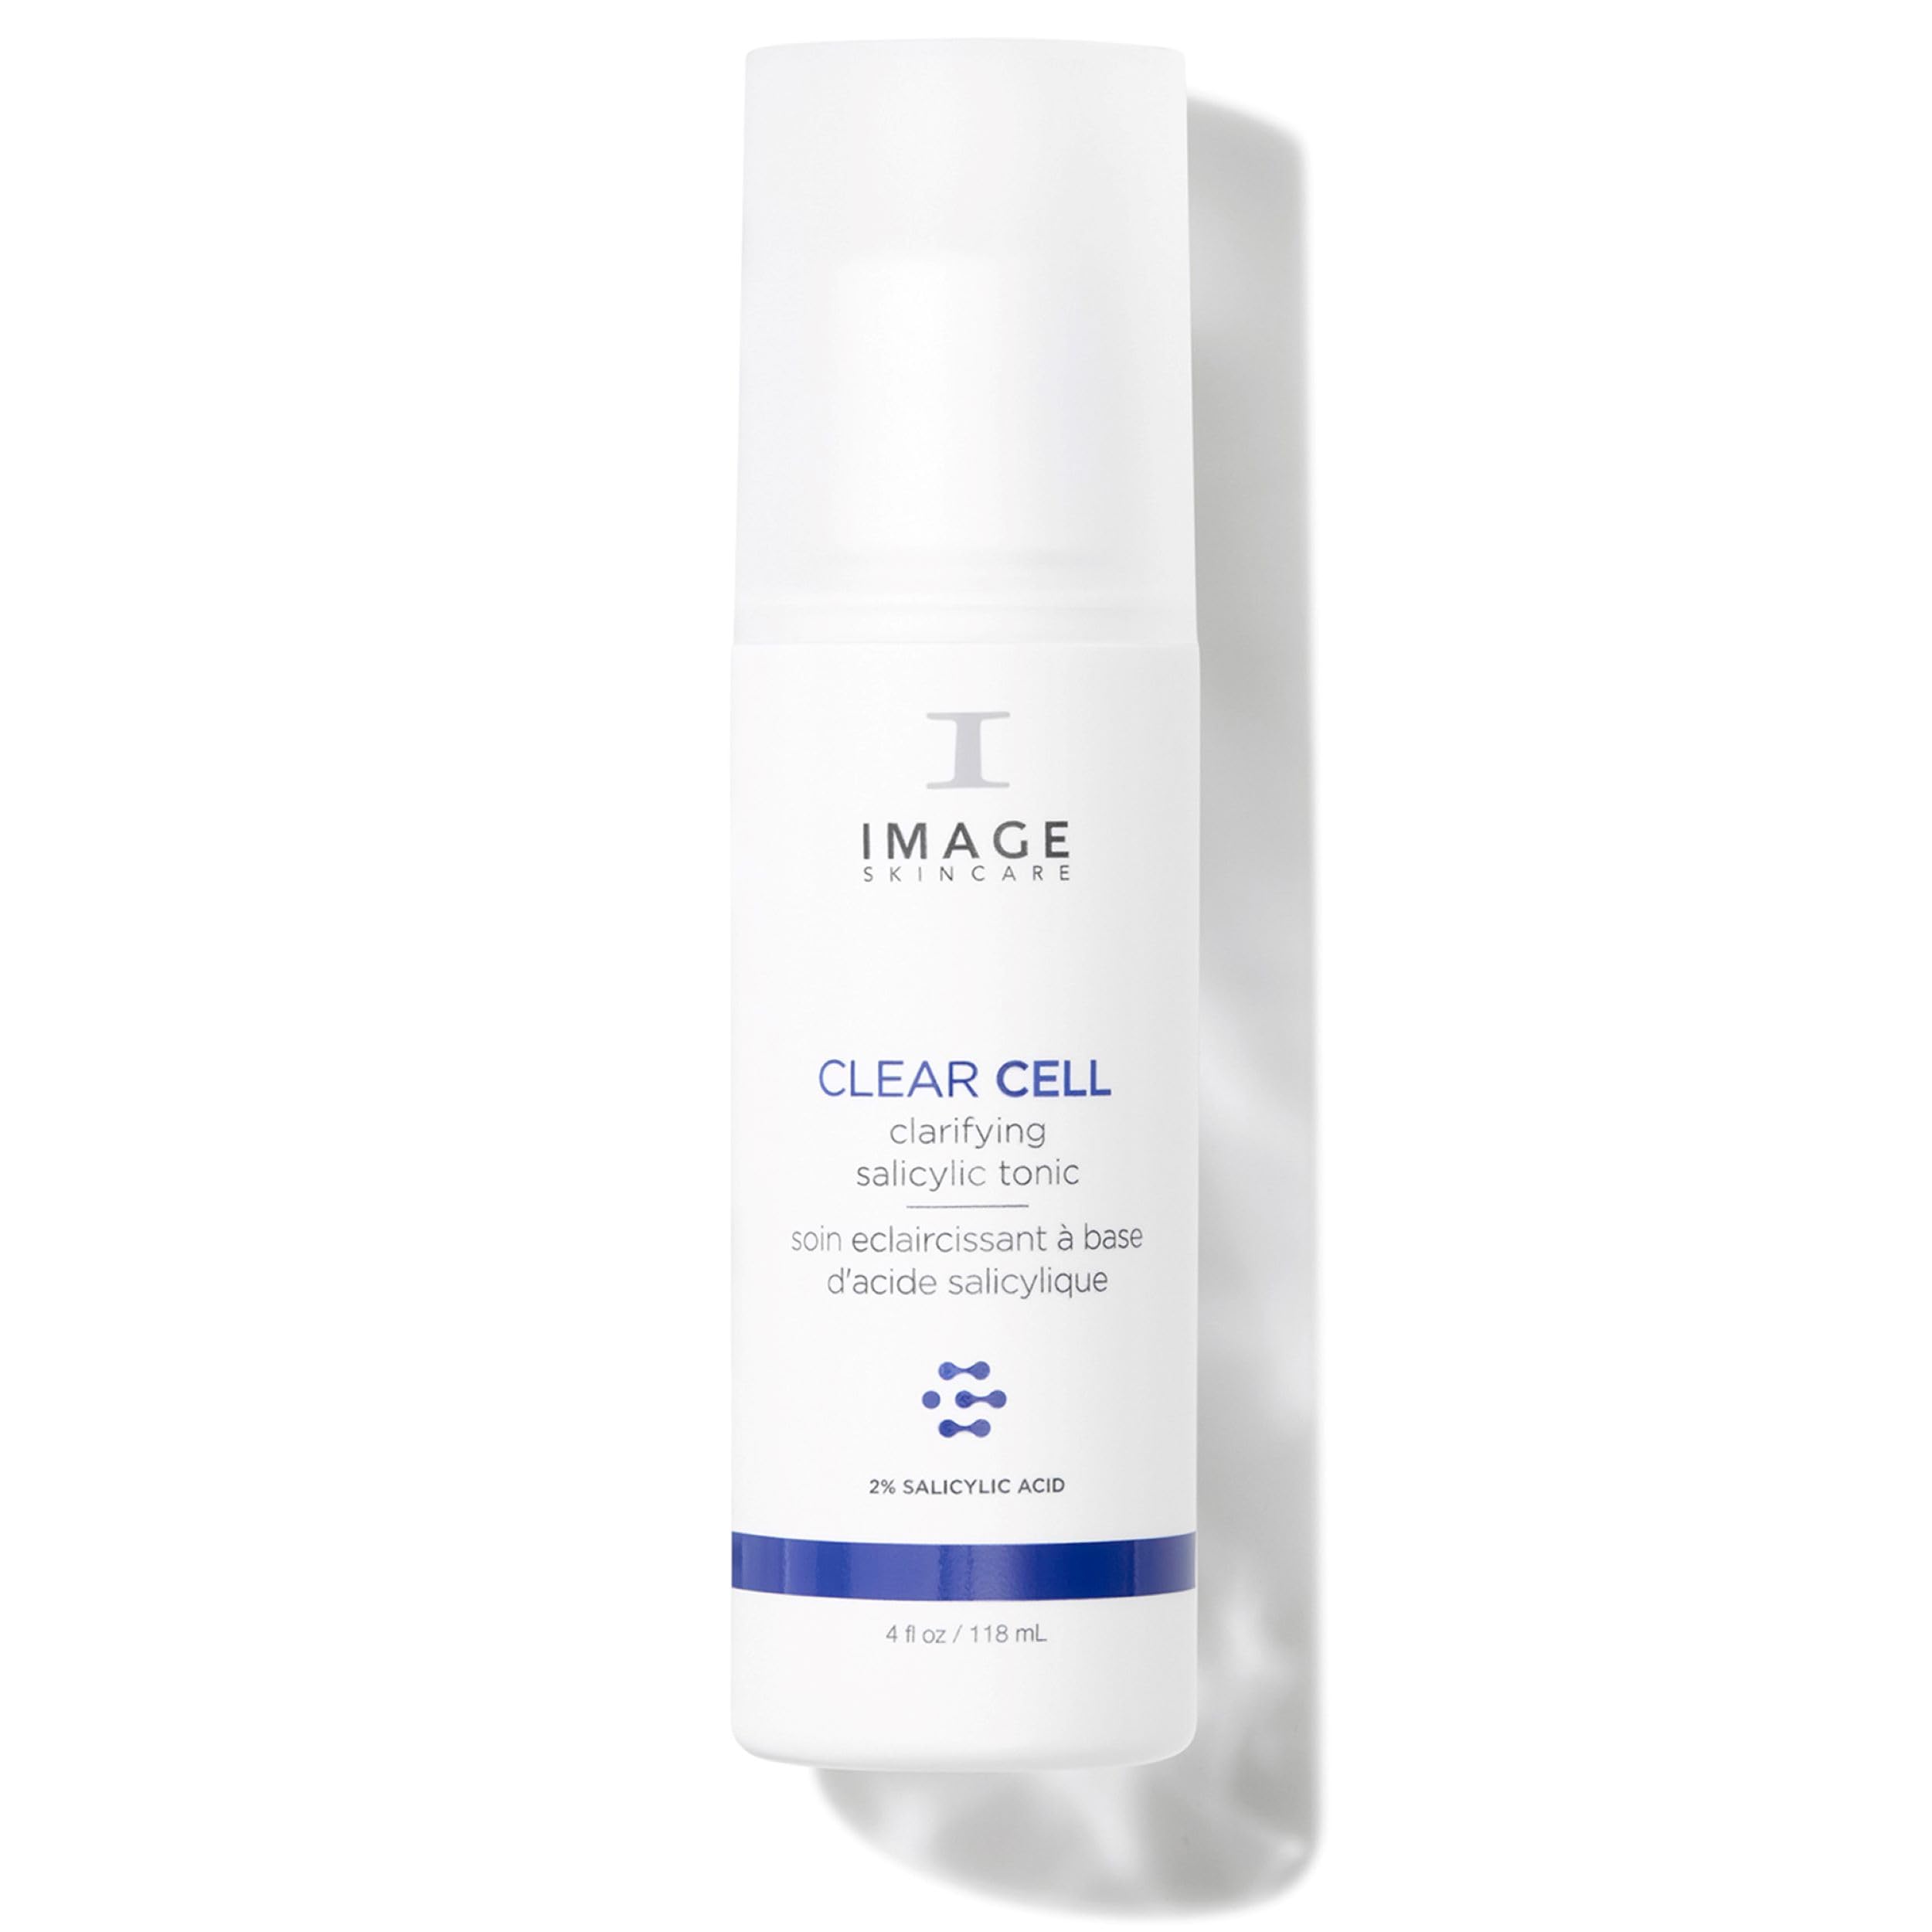 I
IMAGE
SKINCARE
CLEAR CELL
clarifying
salicylic tonic
soin eclaircissant à base
d'acide salicylique
2% SALICYLIC ACID
4 fl oz / 118 mL